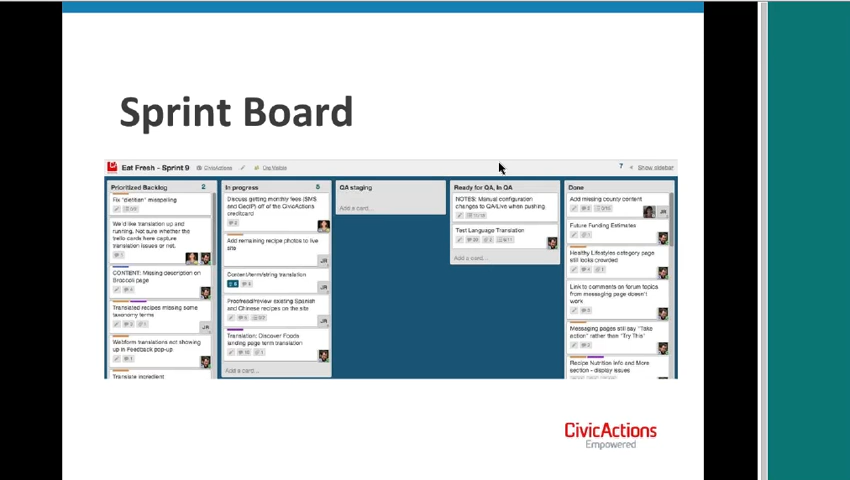 Sprint Board
Eat Fresh - Sprint 9
CivicActions
Org Visible
7
Show sidebar
Prioritized Backlog 2
Fix "dietitian" misspelling
We'd like translation up and
running. Not sure whether the
trello cards here capture
translation issues or not.
CONTENT: Missing description on
Broccoli page
Translated recipes missing some
taxonomy terms
JR
Webform translations not showing
up in Feedback pop-up
Translate ingredient
In progress 5
Discuss getting monthly fees (SMS
and GeoIP) off of the CivicActions
creditcard
Add remaining recipe photos to live
site
JR
Content/term/string translation
JR
Proofread/review existing Spanish
and Chinese recipes on the site
JR
Translation: Discover Foods
landing page term translation
Add a card...
QA staging
Add a card...
Ready for QA, In QA
NOTES: Manual configuration
changes to QA/Live when pushing
Test Language Translation
Add a card...
Done
Add missing county content
JR
Future Funding Estimates
Healthy Lifestyles category page
still looks crowded
Link to comments on forum topics
from messaging page doesn't
work
Messaging pages still say "Take
action" rather than "Try This"
Recipe Nutrition info and More
section - display issues
CivicActions
Empowered